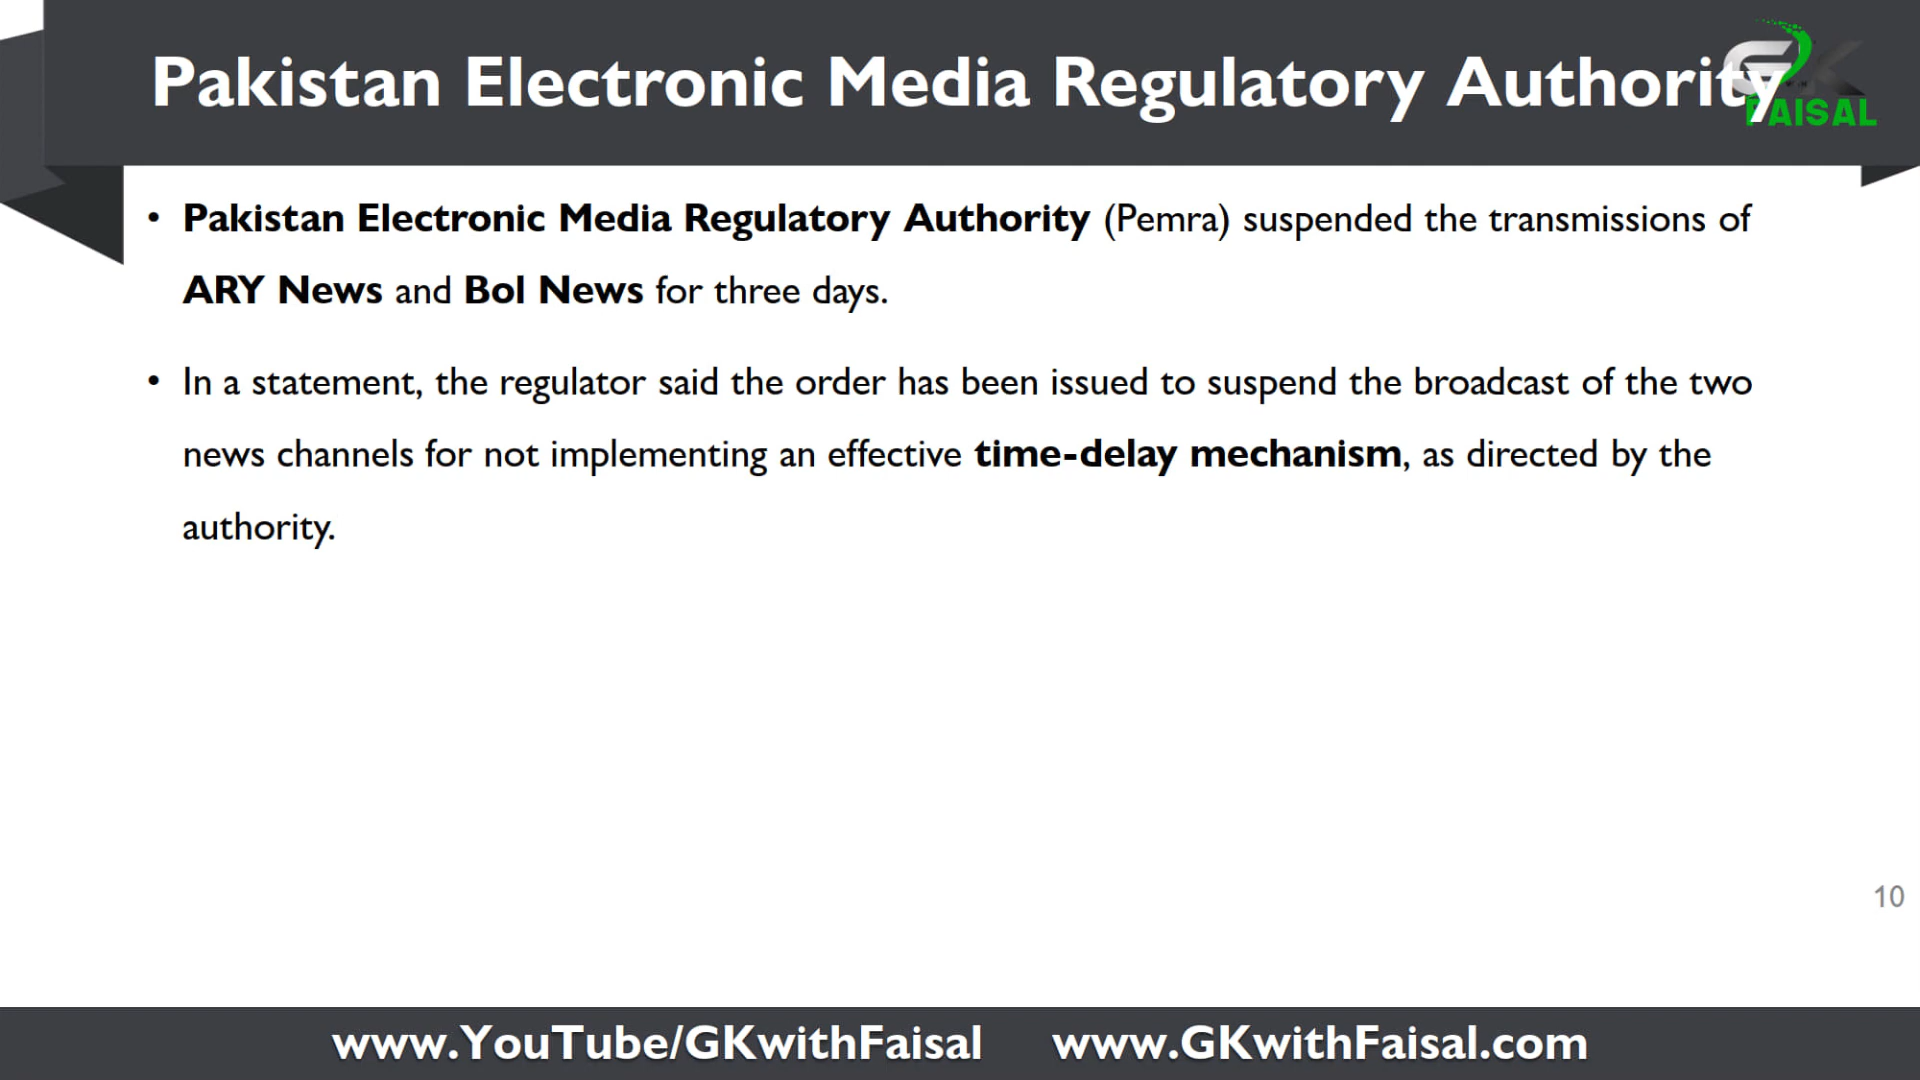 Pakistan Electronic Media Regulatory Authority
GK
FAISAL
• Pakistan Electronic Media Regulatory Authority (Pemra) suspended the transmissions of
ARY News and Bol News for three days.
• In a statement, the regulator said the order has been issued to suspend the broadcast of the two
news channels for not implementing an effective time-delay mechanism, as directed by the
authority.
10
www.YouTube/GKwithFaisal www.GKwithFaisal.com